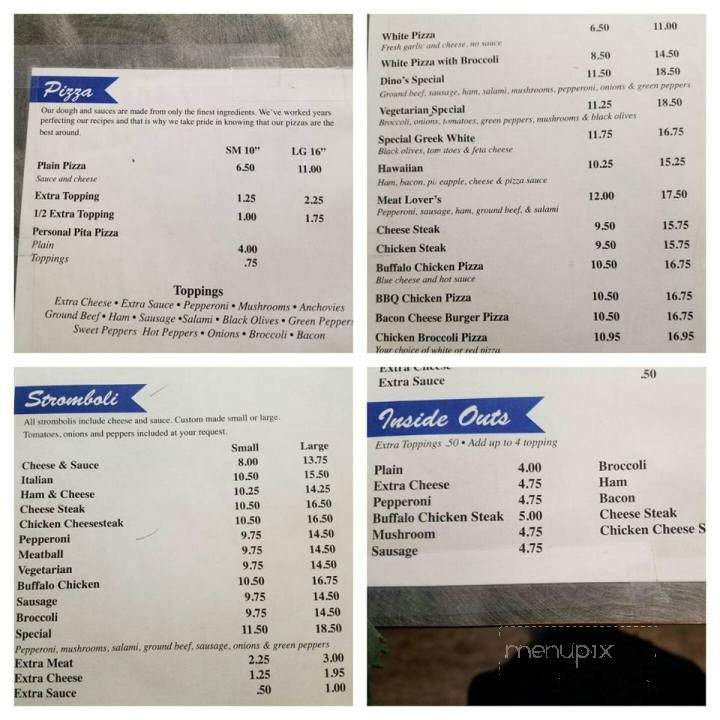 Pizza
Our dough and sauces are made from only the finest ingredients. We've worked years
perfecting our recipes and that is why we take pride in knowing that our pizzas are the
best around.
SM 10" LG 16"
Plain Pizza 6.50 11.00
Sauce and cheese
Extra Topping 1.25 2.25
1/2 Extra Topping 1.00 1.75
Personal Pita Pizza
Plain 4.00
Toppings .75
Toppings
Extra Cheese • Extra Sauce • Pepperoni • Mushrooms • Anchovies
Ground Beef • Ham • Sausage •Salami • Black Olives • Green Peppers
Sweet Peppers Hot Peppers • Onions • Broccoli • Bacon
White Pizza 6.50 11.00
Fresh garlic and cheese, no sauce
White Pizza with Broccoli 8.50 14.50
Dino's Special 11.50 18.50
Ground beef, sausage, ham, salami, mushrooms, pepperoni, onions & green peppers
Vegetarian Special 11.25 18.50
Broccoli, onions, tomatoes, green peppers, mushrooms & black olives
Special Greek White 11.75 16.75
Black olives, tom toes & feta cheese
Hawaiian 10.25 15.25
Ham, bacon, pi eapple, cheese & pizza sauce
Meat Lover's 12.00 17.50
Pepperoni, sausage, ham, ground beef, & salami
Cheese Steak 9.50 15.75
Chicken Steak 9.50 15.75
Buffalo Chicken Pizza 10.50 16.75
Blue cheese and hot sauce
BBQ Chicken Pizza 10.50 16.75
Bacon Cheese Burger Pizza 10.50 16.75
Chicken Broccoli Pizza 10.95 16.95
Your choice of white or red pizza
Stromboli
All strombolis include cheese and sauce. Custom made small or large.
Tomatoes, onions and peppers included at your request.
Small Large
Cheese & Sauce 8.00 13.75
Italian 10.50 15.50
Ham & Cheese 10.25 14.25
Cheese Steak 10.50 16.50
Chicken Cheesesteak 10.50 16.50
Pepperoni 9.75 14.50
Meatball 9.75 14.50
Vegetarian 9.75 14.50
Buffalo Chicken 10.50 16.75
Sausage 9.75 14.50
Broccoli 9.75 14.50
Special 11.50 18.50
Pepperoni, mushrooms, salami, ground beef, sausage, onions & green peppers
Extra Meat 2.25 3.00
Extra Cheese 1.25 1.95
Extra Sauce .50 1.00
Extra Cheese
Extra Sauce .50
Inside Outs
Extra Toppings .50 • Add up to 4 topping
Plain 4.00 Broccoli
Extra Cheese 4.75 Ham
Pepperoni 4.75 Bacon
Buffalo Chicken Steak 5.00 Cheese Steak
Mushroom 4.75 Chicken Cheese S
Sausage 4.75
menupix